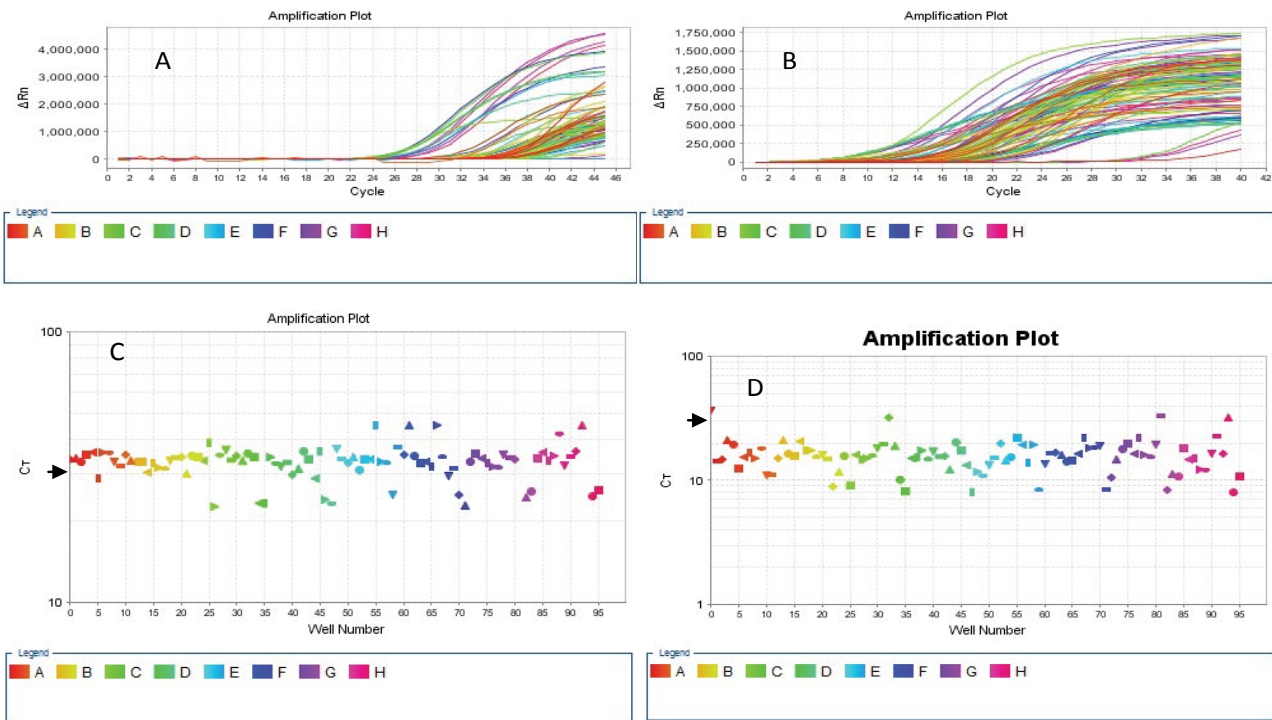 Amplification Plot
A
ΔRn
4,000,000
3,000,000
2,000,000
1,000,000
0
0 2 4 6 8 10 12 14 16 18 20 22 24 26 28 30 32 34 36 38 40 42 44 46
Cycle
Legend
A B C D E F G H
Amplification Plot
B
ΔRn
1,750,000
1,500,000
1,250,000
1,000,000
750,000
500,000
250,000
0
0 2 4 6 8 10 12 14 16 18 20 22 24 26 28 30 32 34 36 38 40 42
Cycle
Legend
A B C D E F G H
Amplification Plot
C
100
CT
10
0 5 10 15 20 25 30 35 40 45 50 55 60 65 70 75 80 85 90 95
Well Number
Legend
A B C D E F G H
Amplification Plot
D
100
CT
10
1
0 5 10 15 20 25 30 35 40 45 50 55 60 65 70 75 80 85 90 95
Well Number
Legend
A B C D E F G H